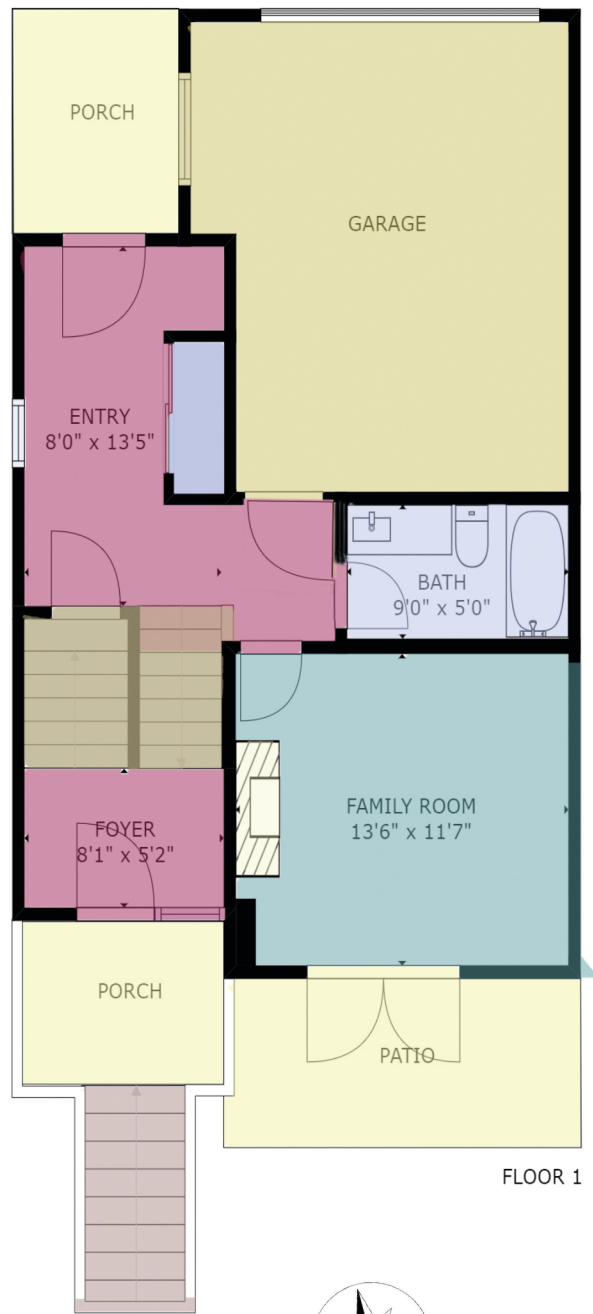 PORCH
GARAGE
ENTRY
8'0" x 13'5"
BATH
9'0" x 5'0"
FAMILY ROOM
13'6" x 11'7"
FOYER
8'1" x 5'2"
PORCH
PATIO
FLOOR 1